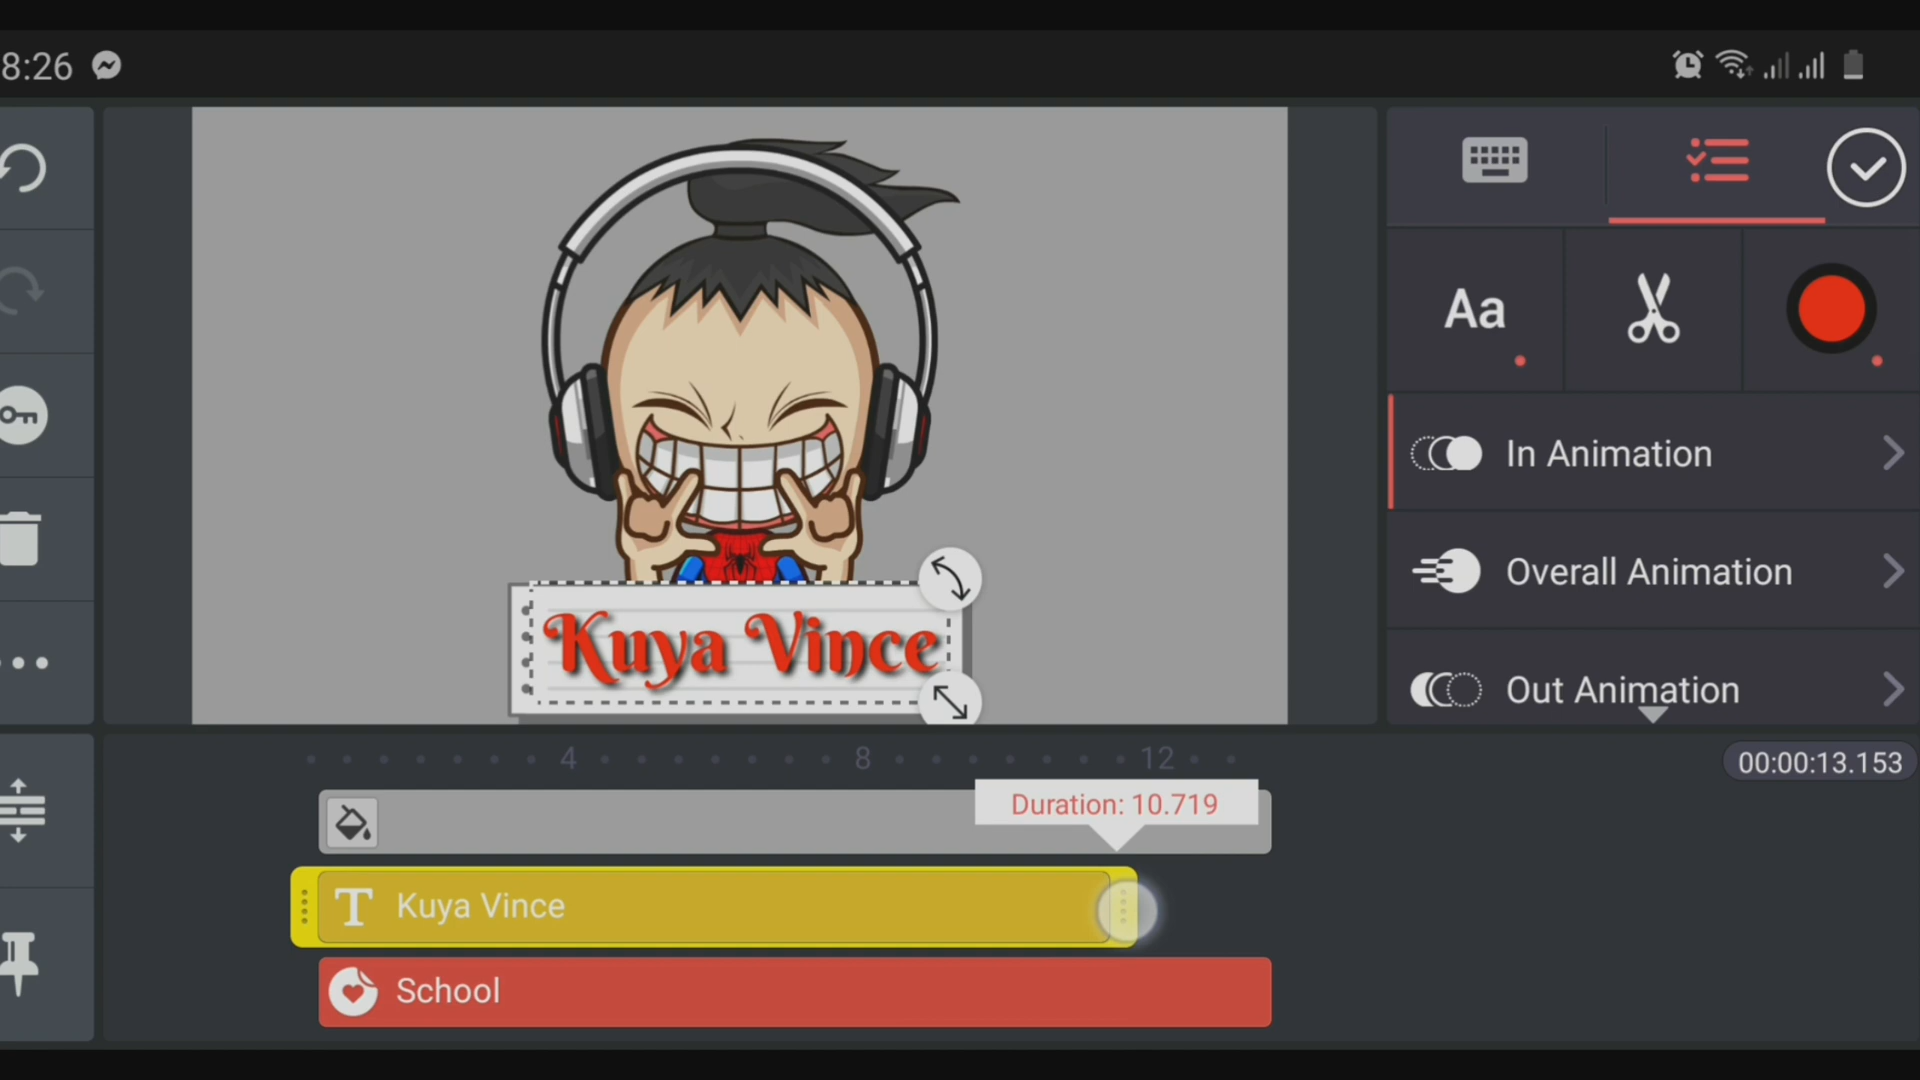 8:26
Aa
In Animation
Overall Animation
Out Animation
Kuya Vince
4 8 12
00:00:13.153
Duration: 10.719
Kuya Vince
School